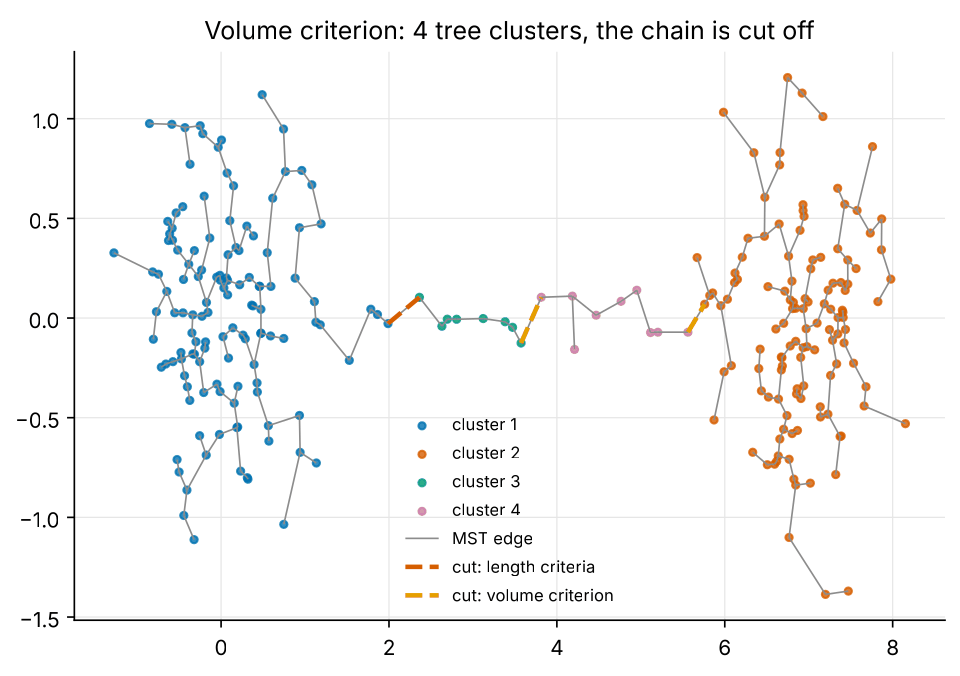 Volume criterion: 4 tree clusters, the chain is cut off
1.0
0.5
0.0
−0.5
−1.0
−1.5
cluster 1
cluster 2
cluster 3
cluster 4
MST edge
cut: length criteria
cut: volume criterion
0 2 4 6 8